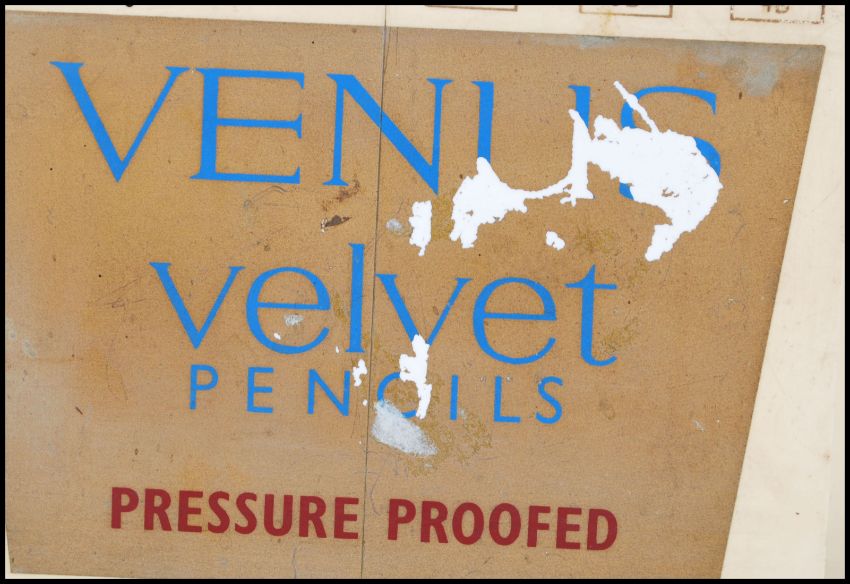 VENUS
velvet
PENCILS
PRESSURE PROOFED